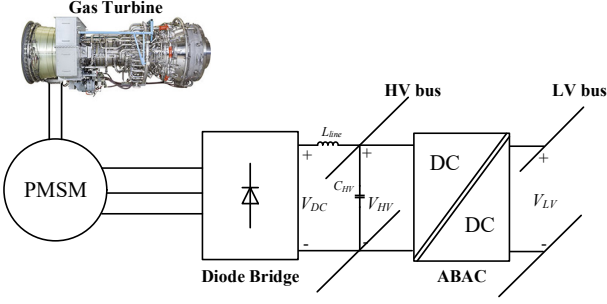 Gas Turbine
HV bus
LV bus
L_line
+
+
+
DC
PMSM
C_HV
V_DC
V_HV
V_LV
DC
-
-
-
Diode Bridge
ABAC